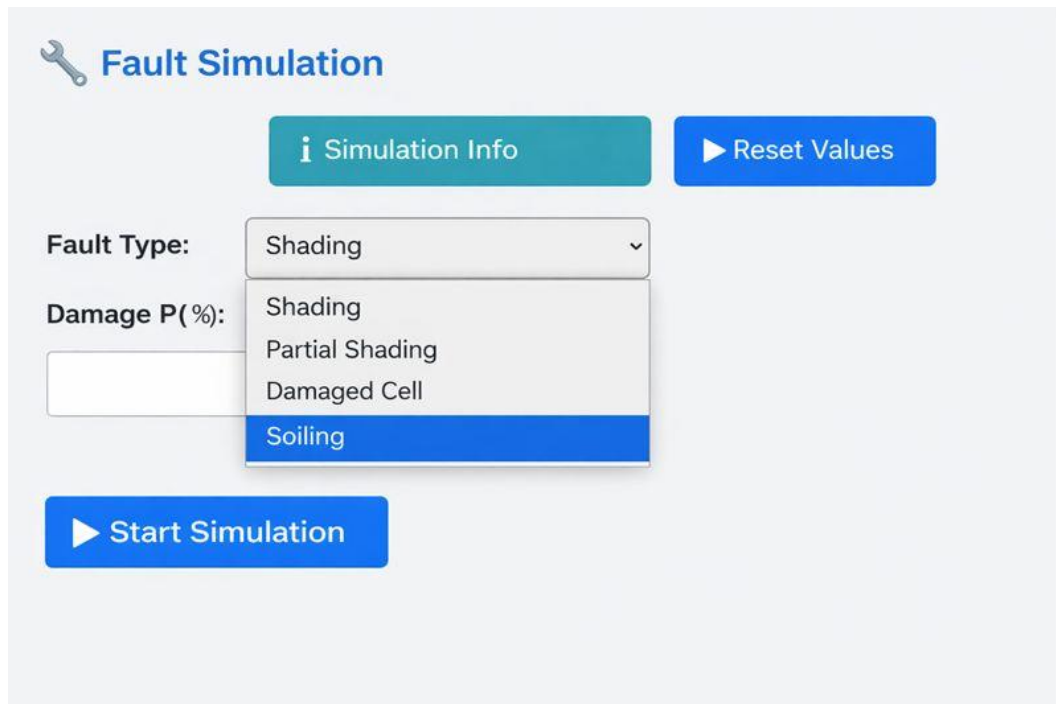 Fault Simulation
i Simulation Info
Reset Values
Fault Type:
Shading
Damage P( %):
Shading
Partial Shading
Damaged Cell
Soiling
Start Simulation